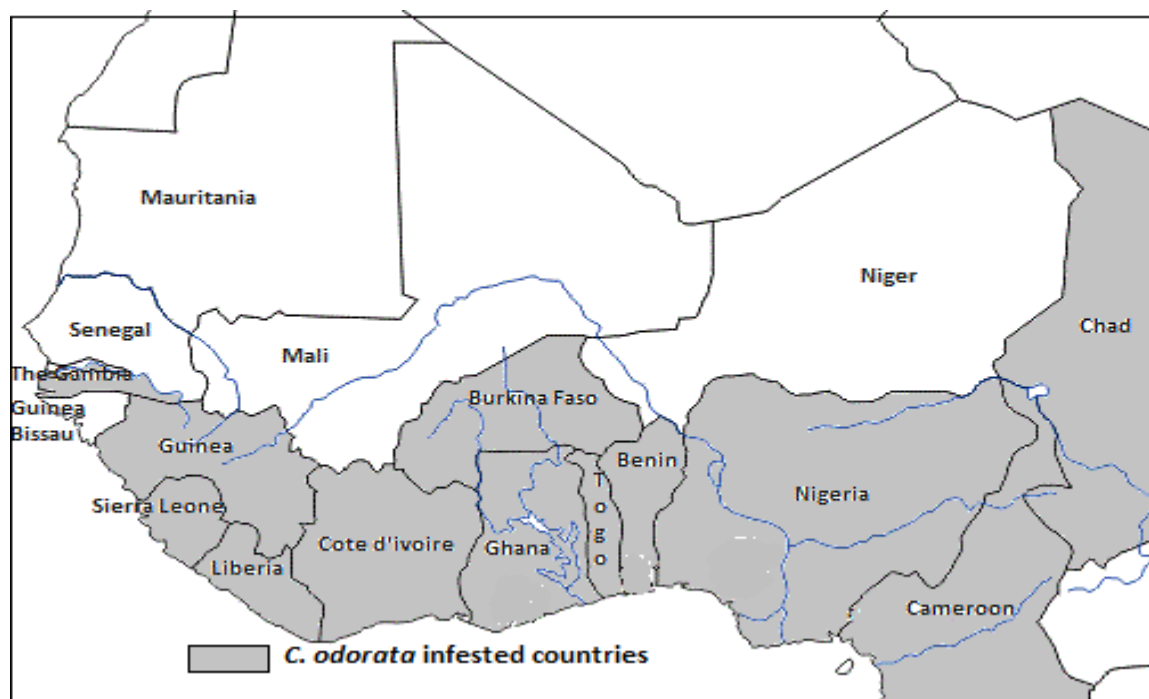 Mauritania
Niger
Senegal
Chad
Mali
The Gambia
Burkina Faso
Guinea
Bissau
Guinea
Benin
Togo
Nigeria
Sierra Leone
Cote d'ivoire
Ghana
Liberia
Cameroon
C. odorata infested countries